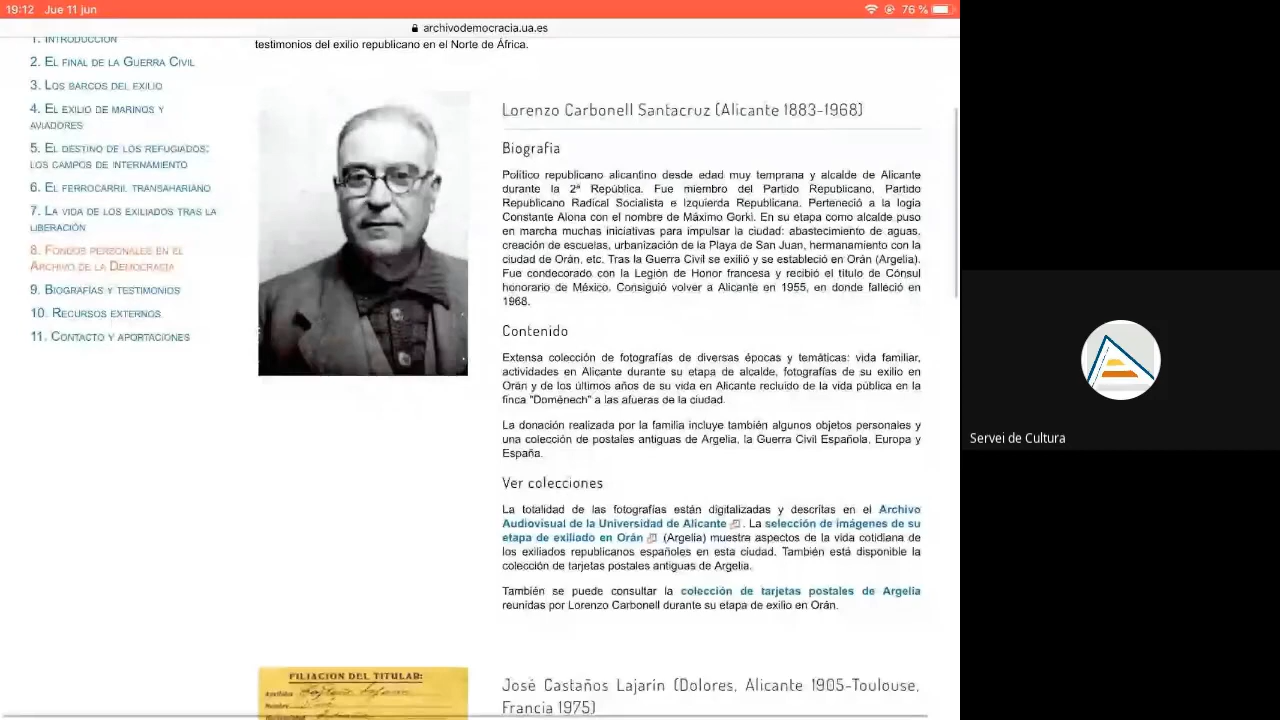 19:12 Jue 11 jun
76 %
archivodemocracia.ua.es
1. INTRODUCCIÓN
2. EL FINAL DE LA GUERRA CIVIL
3. LOS BARCOS DEL EXILIO
4. EL EXILIO DE MARINOS Y
AVIADORES
5. EL DESTINO DE LOS REFUGIADOS:
LOS CAMPOS DE INTERNAMIENTO
6. EL FERROCARRIL TRANSAHARIANO
7. LA VIDA DE LOS EXILIADOS TRAS LA
LIBERACIÓN
8. FONDOS PERSONALES EN EL
ARCHIVO DE LA DEMOCRACIA
9. BIOGRAFÍAS Y TESTIMONIOS
10. RECURSOS EXTERNOS
11. CONTACTO Y APORTACIONES
testimonios del exilio republicano en el Norte de África.
Lorenzo Carbonell Santacruz (Alicante 1883-1968)
Biografía
Político republicano alicantino desde edad muy temprana y alcalde de Alicante
durante la 2ª República. Fue miembro del Partido Republicano, Partido
Republicano Radical Socialista e Izquierda Republicana. Perteneció a la logia
Constante Alona con el nombre de Máximo Gorki. En su etapa como alcalde puso
en marcha muchas iniciativas para impulsar la ciudad: abastecimiento de aguas,
creación de escuelas, urbanización de la Playa de San Juan, hermanamiento con la
ciudad de Orán, etc. Tras la Guerra Civil se exilió y se estableció en Orán (Argelia).
Fue condecorado con la Legión de Honor francesa y recibió el título de Cónsul
honorario de México. Consiguió volver a Alicante en 1955, en donde falleció en
1968.
Contenido
Extensa colección de fotografías de diversas épocas y temáticas: vida familiar,
actividades en Alicante durante su etapa de alcalde, fotografías de su exilio en
Orán y de los últimos años de su vida en Alicante recluido de la vida pública en la
finca "Doménech" a las afueras de la ciudad.
La donación realizada por la familia incluye también algunos objetos personales y
una colección de postales antiguas de Argelia, la Guerra Civil Española, Europa y
España.
Ver colecciones
La totalidad de las fotografías están digitalizadas y descritas en el Archivo
Audiovisual de la Universidad de Alicante. La selección de imágenes de su
etapa de exiliado en Orán (Argelia) muestra aspectos de la vida cotidiana de
los exiliados republicanos españoles en esta ciudad. También está disponible la
colección de tarjetas postales antiguas de Argelia.
También se puede consultar la colección de tarjetas postales de Argelia
reunidas por Lorenzo Carbonell durante su etapa de exilio en Orán.
FILIACION DEL TITULAR:
José Castaños Lajarín (Dolores, Alicante 1905-Toulouse,
Francia 1975)
Servei de Cultura